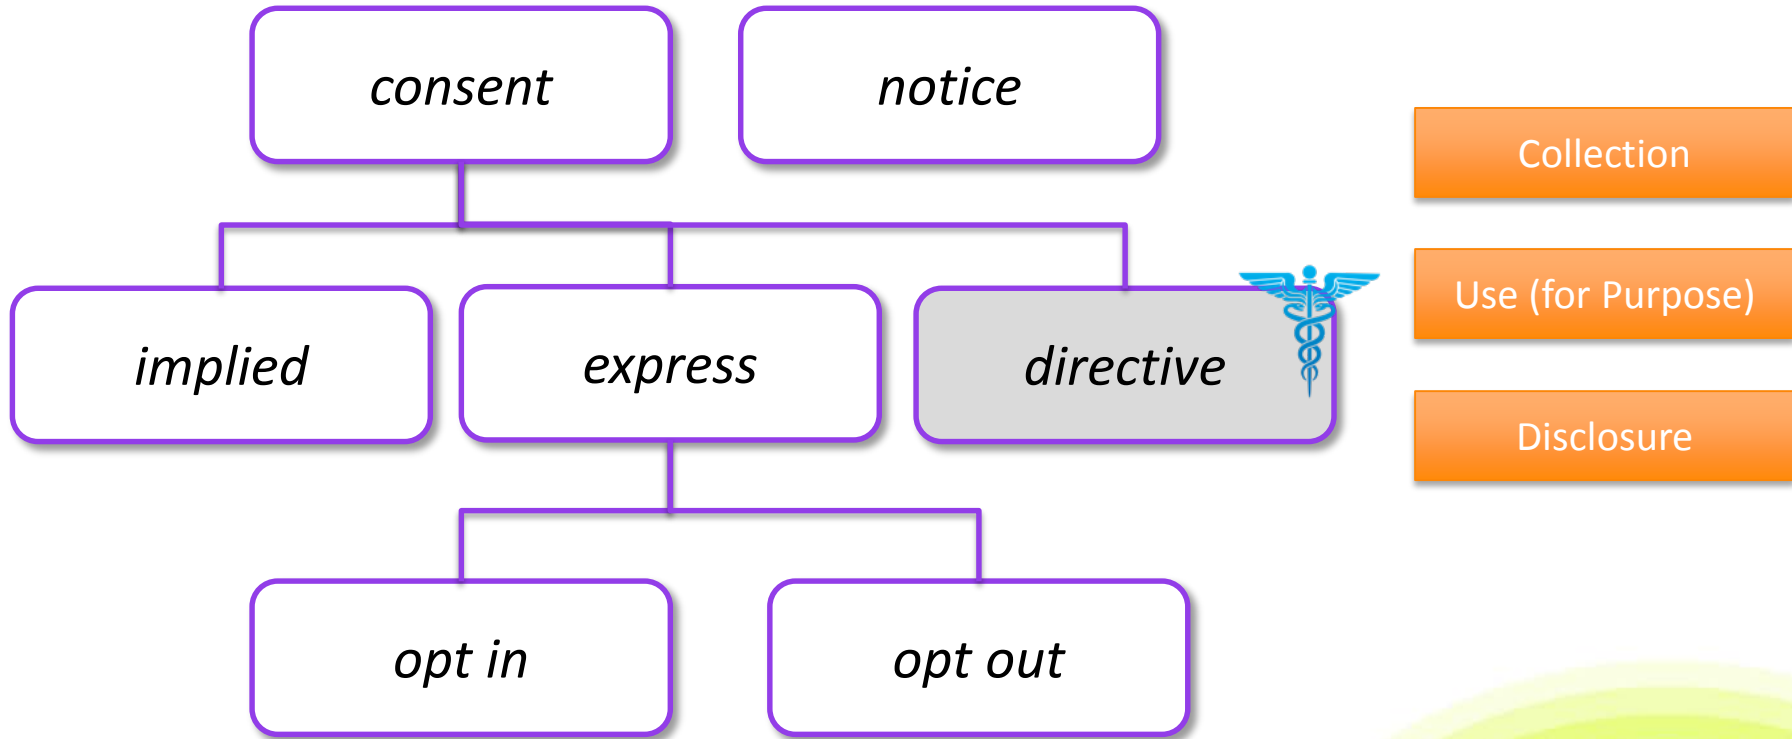 consent
notice
implied
express
directive
opt in
opt out
Collection
Use (for Purpose)
Disclosure